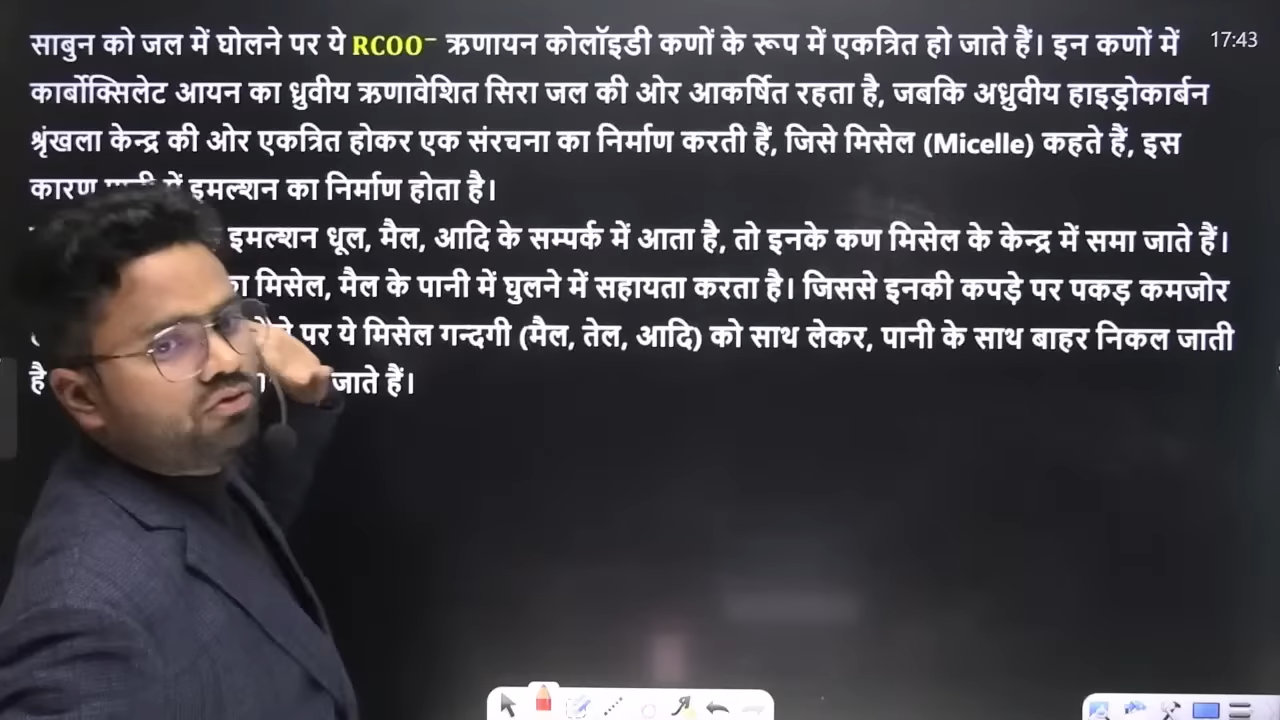 साबुन को जल में घोलने पर ये RCOO⁻ ऋणायन कोलॉइडी कणों के रूप में एकत्रित हो जाते हैं। इन कणों में
17:43
कार्बोक्सिलेट आयन का ध्रुवीय ऋणावेशित सिरा जल की ओर आकर्षित रहता है, जबकि अध्रुवीय हाइड्रोकार्बन
श्रृंखला केन्द्र की ओर एकत्रित होकर एक संरचना का निर्माण करती हैं, जिसे मिसेल (Micelle) कहते हैं, इस
कारण पानी में इमल्शन का निर्माण होता है।
इमल्शन धूल, मैल, आदि के सम्पर्क में आता है, तो इनके कण मिसेल के केन्द्र में समा जाते हैं।
मिसेल, मैल के पानी में घुलने में सहायता करता है। जिससे इनकी कपड़े पर पकड़ कमजोर
पर ये मिसेल गन्दगी (मैल, तेल, आदि) को साथ लेकर, पानी के साथ बाहर निकल जाती
है जाते हैं।